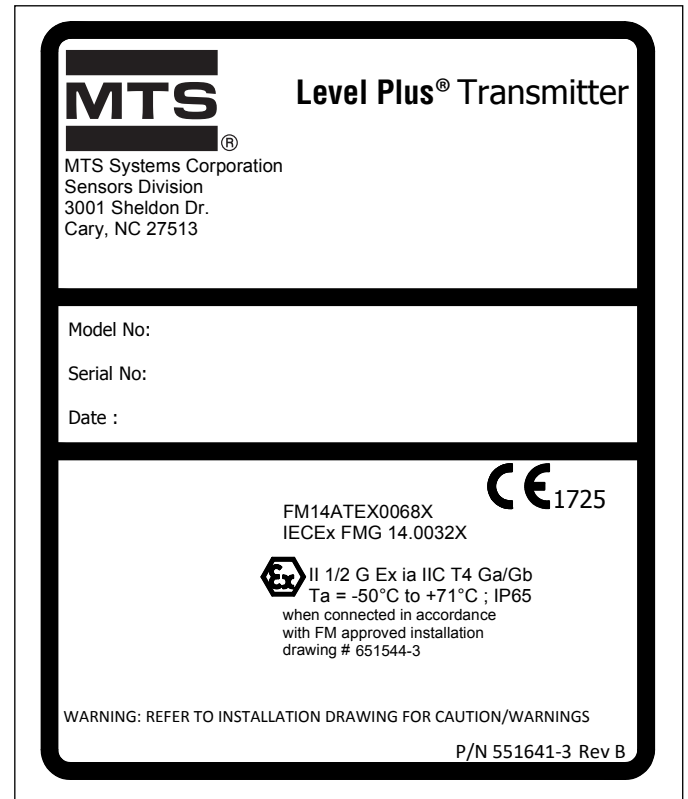 MTS
®
Level Plus® Transmitter
MTS Systems Corporation
Sensors Division
3001 Sheldon Dr.
Cary, NC 27513
Model No:
Serial No:
Date :
CE 1725
FM14ATEX0068X
IECEx FMG 14.0032X
Ex II 1/2 G Ex ia IIC T4 Ga/Gb
Ta = -50°C to +71°C ; IP65
when connected in accordance
with FM approved installation
drawing # 651544-3
WARNING: REFER TO INSTALLATION DRAWING FOR CAUTION/WARNINGS
P/N 551641-3 Rev B